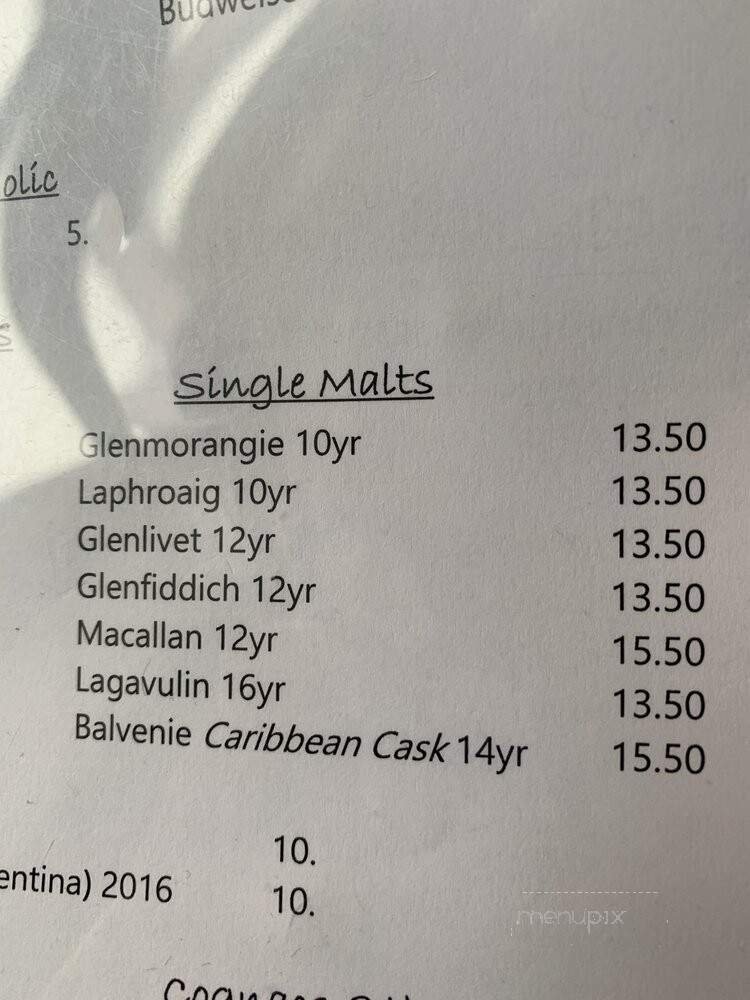 olic
5.
Single Malts
Glenmorangie 10yr 13.50
Laphroaig 10yr 13.50
Glenlivet 12yr 13.50
Glenfiddich 12yr 13.50
Macallan 12yr 15.50
Lagavulin 16yr 13.50
Balvenie Caribbean Cask 14yr 15.50
10.
entina) 2016 10.
menupix